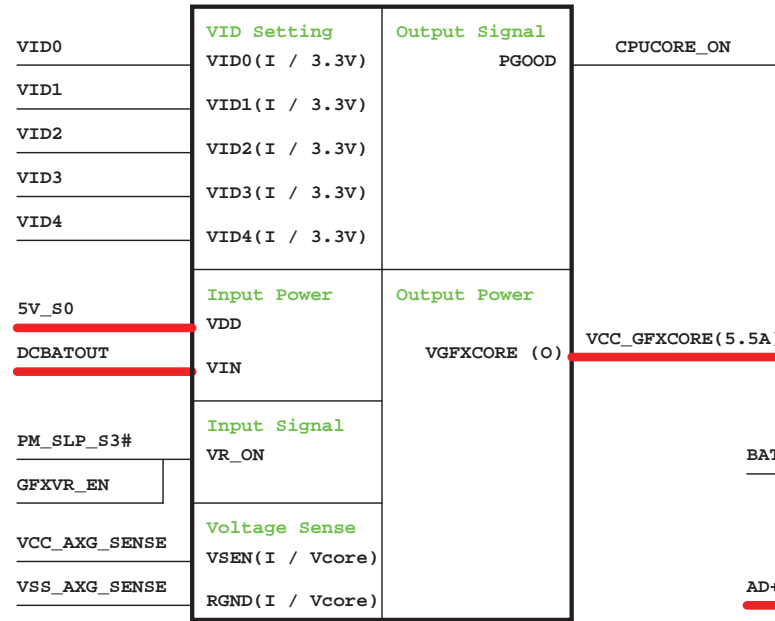 VID Setting
Output Signal
VID0
VID0(I / 3.3V)
PGOOD
CPUCORE_ON
VID1
VID1(I / 3.3V)
VID2
VID2(I / 3.3V)
VID3
VID3(I / 3.3V)
VID4
VID4(I / 3.3V)
Input Power
Output Power
5V_S0
VDD
DCBATOUT
VIN
VGFXCORE (O)
VCC_GFXCORE(5.5A)
Input Signal
PM_SLP_S3#
VR_ON
GFXVR_EN
BAT
Voltage Sense
VCC_AXG_SENSE
VSEN(I / Vcore)
VSS_AXG_SENSE
RGND(I / Vcore)
AD+